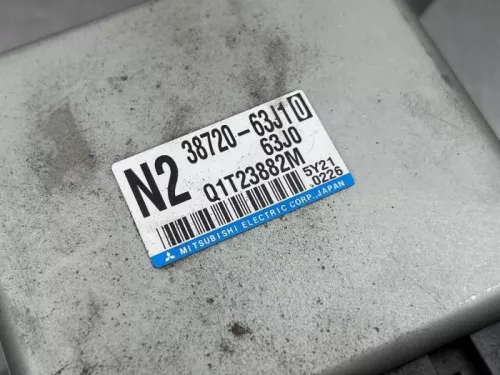 N2
38720-63J10
63J0
Q1T23882M
5Y21
0226
MITSUBISHI ELECTRIC CORP., JAPAN